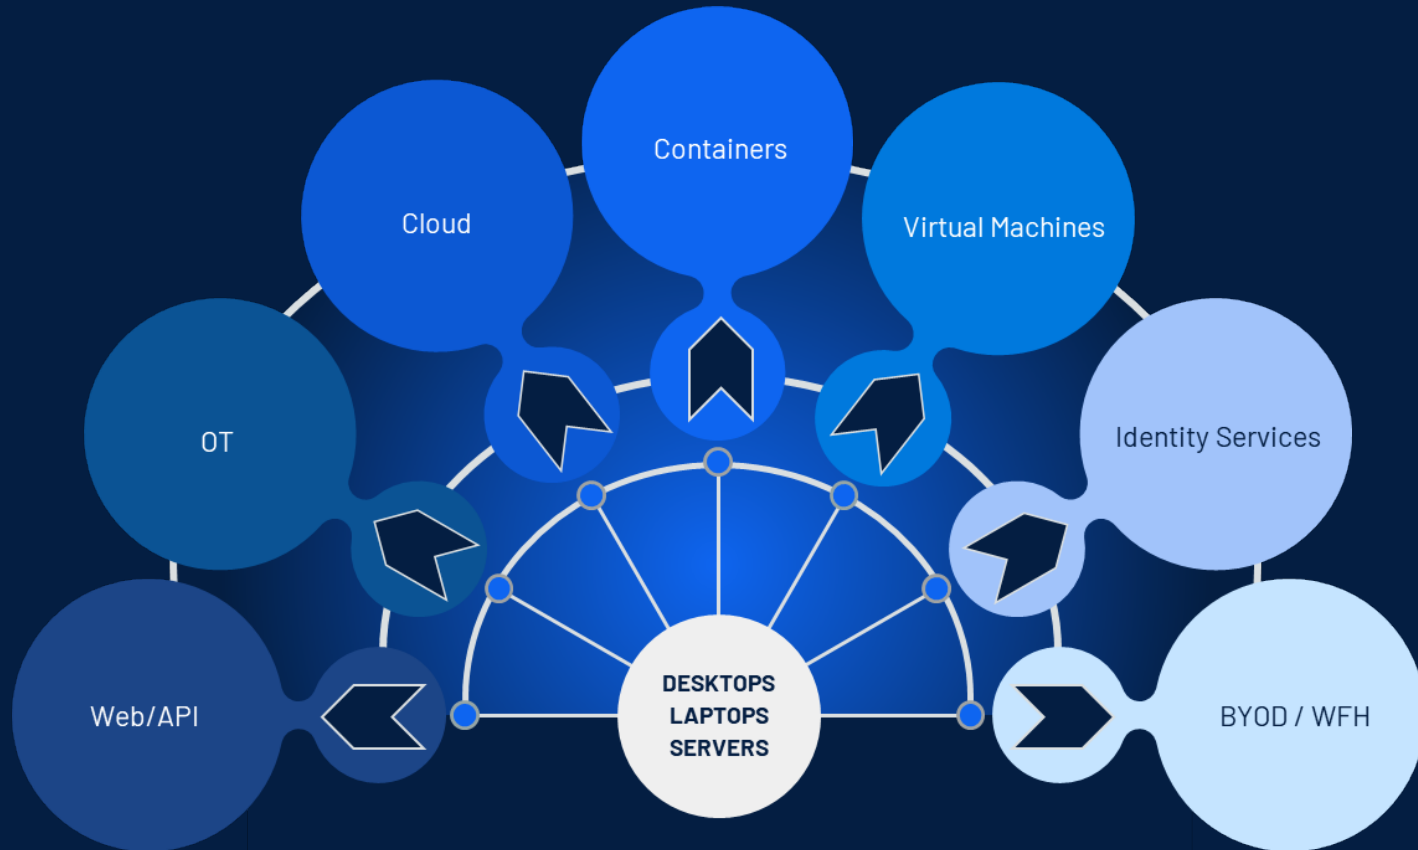 Containers
Cloud
Virtual Machines
OT
Identity Services
Web/API
DESKTOPS
LAPTOPS
SERVERS
BYOD / WFH